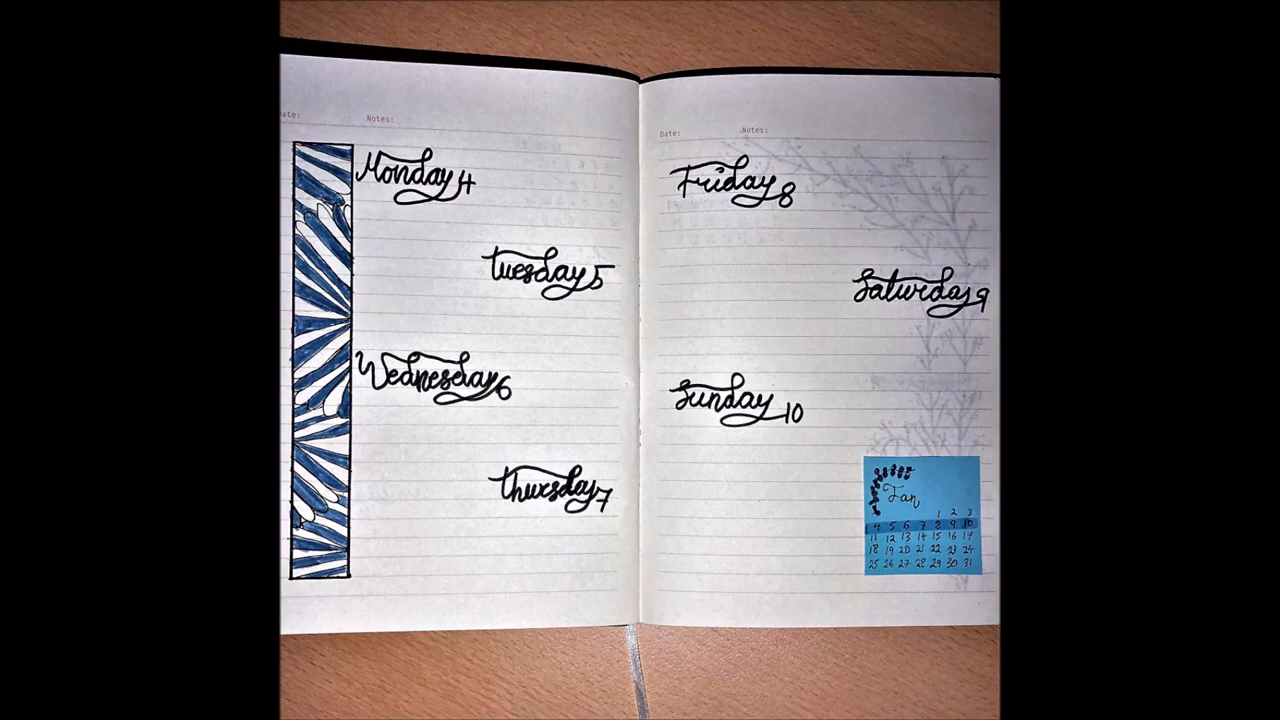 Date:
Notes:
Monday 4
tuesday 5
Wednesday 6
thursday 7
Date:
Notes:
Friday 8
Saturday 9
Sunday 10
Jan
1 2 3
4 5 6 7 8 9 10
11 12 13 14 15 16 17
18 19 20 21 22 23 24
25 26 27 28 29 30 31